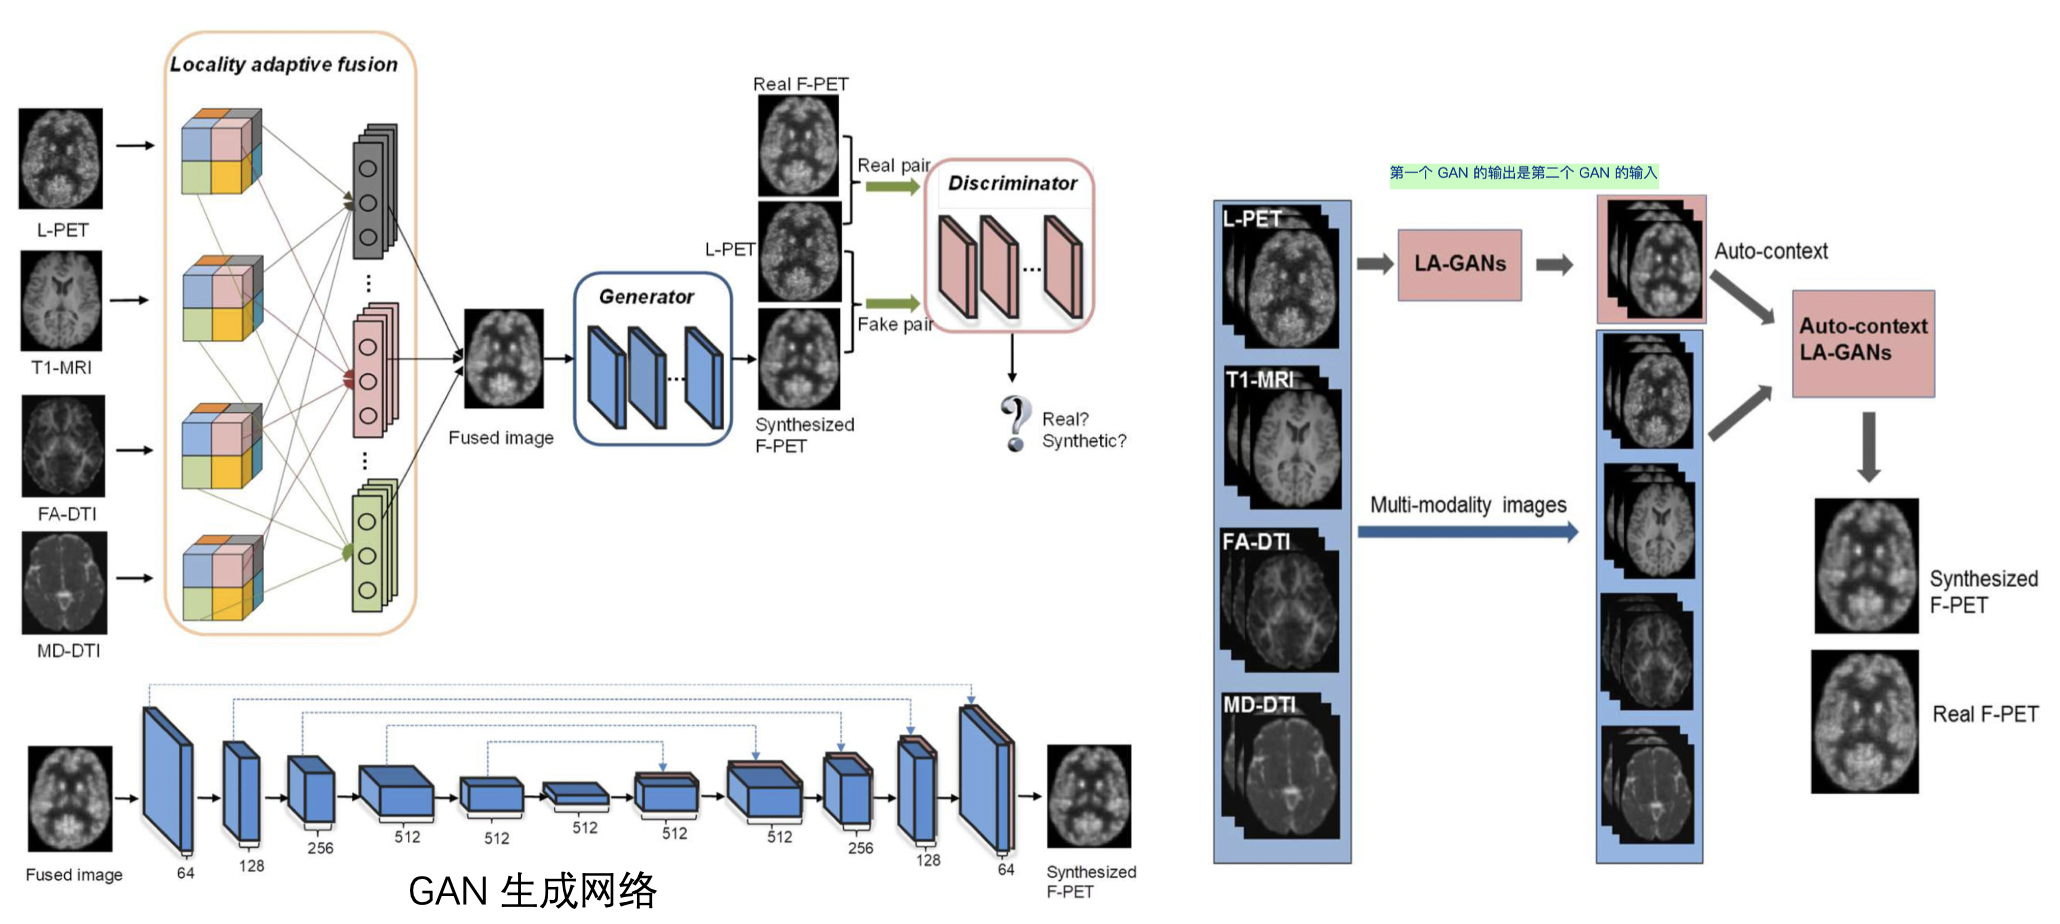 Locality adaptive fusion
L-PET
T1-MRI
FA-DTI
MD-DTI
Fused image
Generator
Real F-PET
L-PET
Synthesized
F-PET
Real pair
Fake pair
Discriminator
Real?
Synthetic?
Fused image
64
128
256
512
512
512
512
512
256
128
64
Synthesized
F-PET
GAN 生成网络
第一个 GAN 的输出是第二个 GAN 的输入
L-PET
T1-MRI
FA-DTI
MD-DTI
LA-GANs
Auto-context
Multi-modality images
Auto-context
LA-GANs
Synthesized
F-PET
Real F-PET